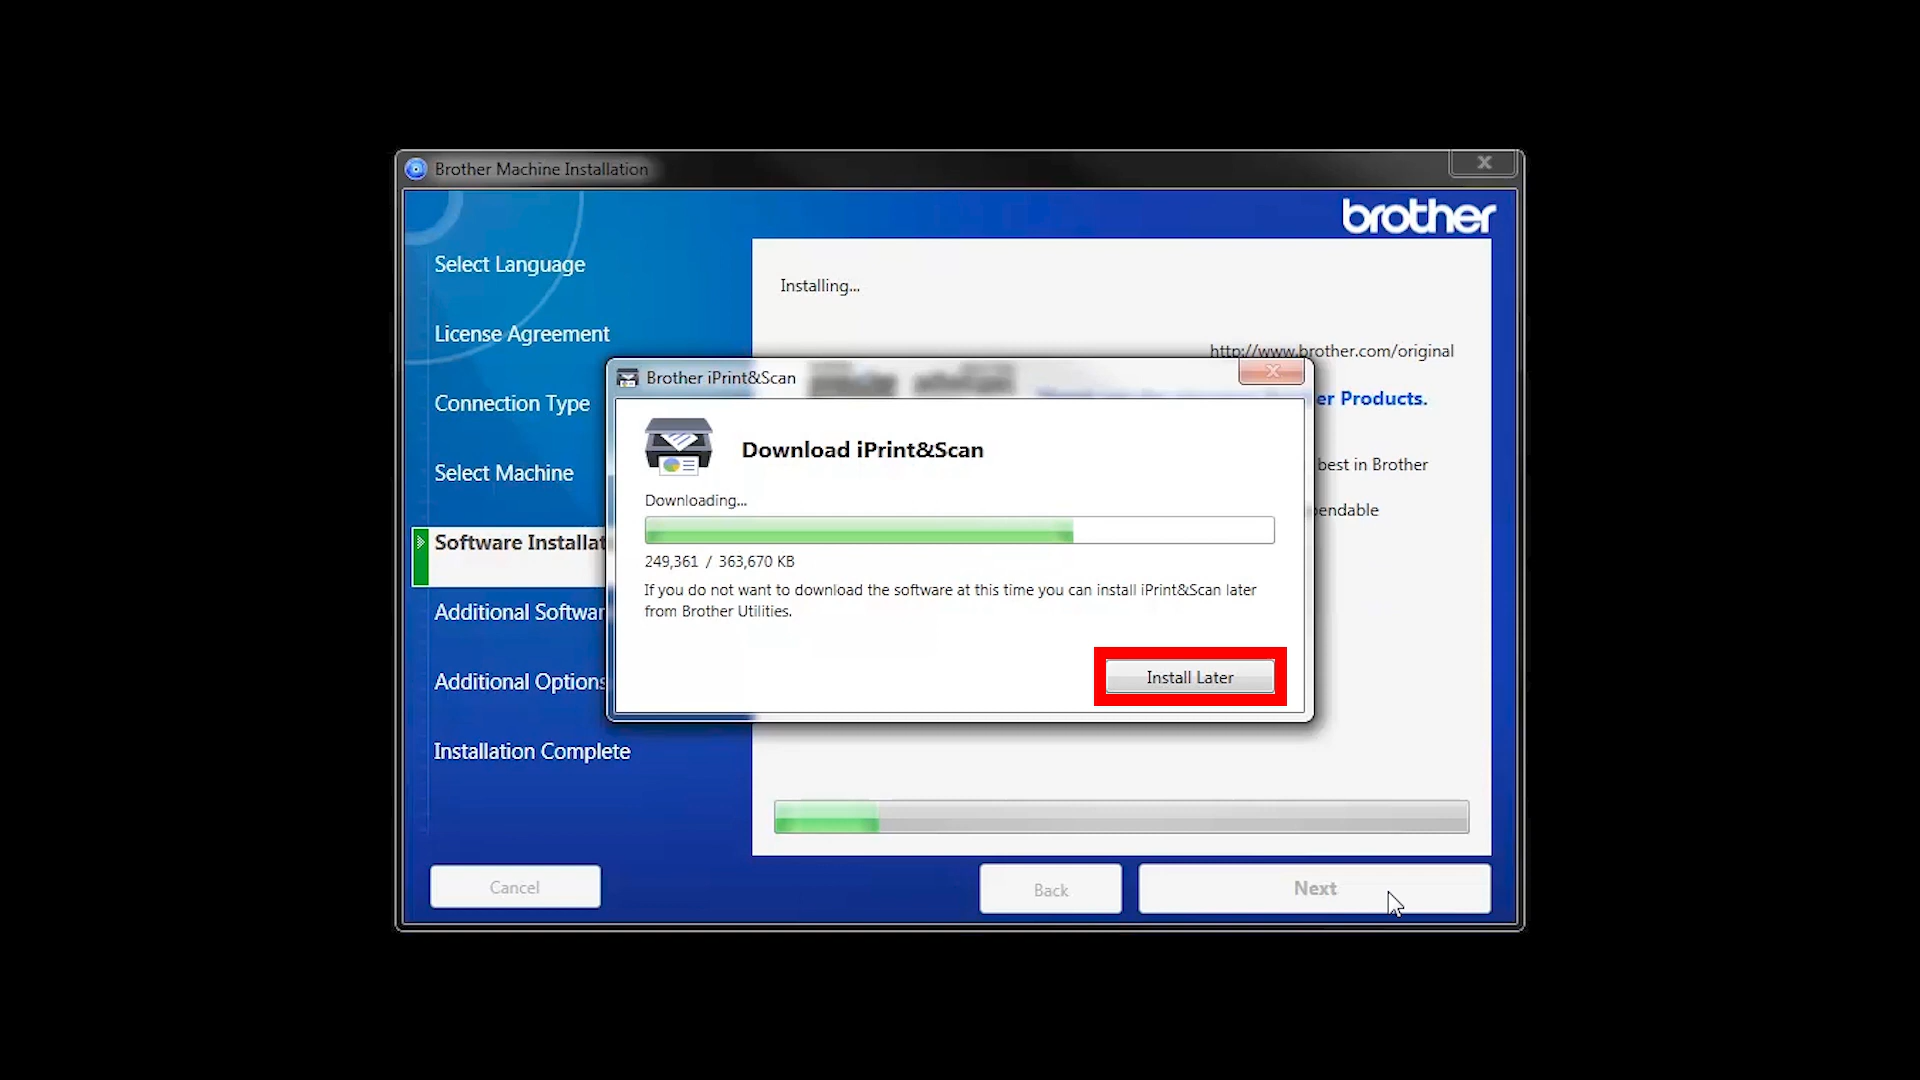 Brother Machine Installation
X
brother
Select Language
License Agreement
Connection Type
Select Machine
Software Installat
Additional Softwar
Additional Options
Installation Complete
Installing...
http://www.brother.com/original
er Products.
best in Brother
pendable
Brother iPrint&Scan
X
Download iPrint&Scan
Downloading...
249,361 / 363,670 KB
If you do not want to download the software at this time you can install iPrint&Scan later
from Brother Utilities.
Install Later
Cancel
Back
Next